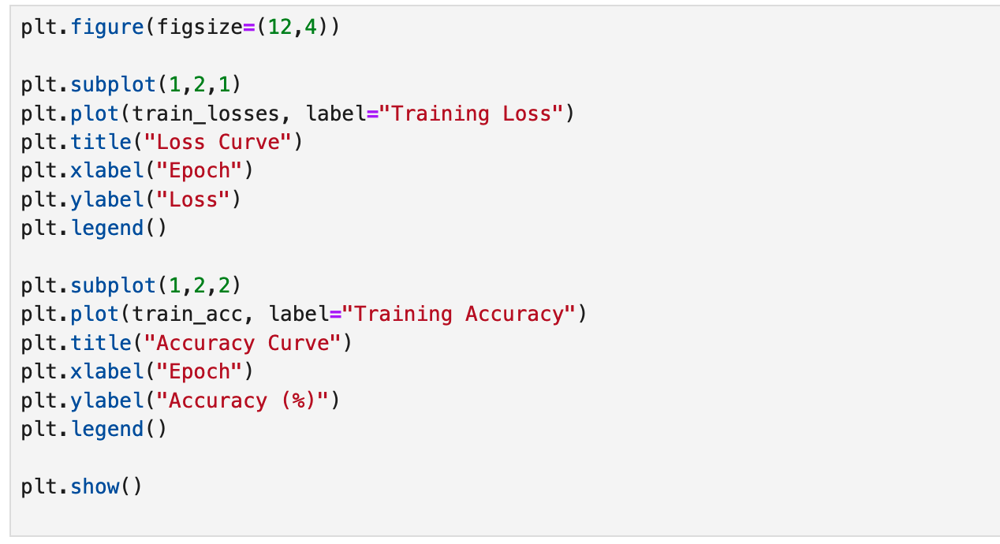 plt.figure(figsize=(12,4))
plt.subplot(1,2,1)
plt.plot(train_losses, label="Training Loss")
plt.title("Loss Curve")
plt.xlabel("Epoch")
plt.ylabel("Loss")
plt.legend()
plt.subplot(1,2,2)
plt.plot(train_acc, label="Training Accuracy")
plt.title("Accuracy Curve")
plt.xlabel("Epoch")
plt.ylabel("Accuracy (%)")
plt.legend()
plt.show()